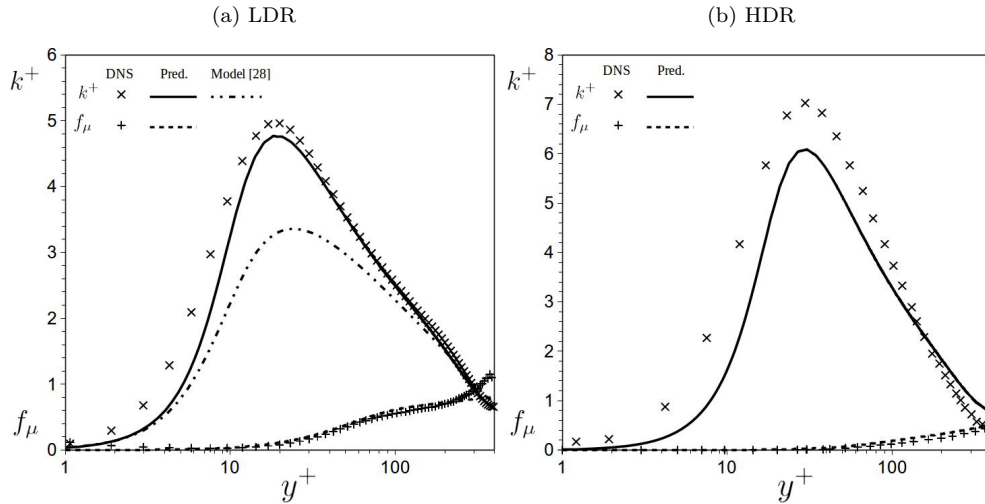 (a) LDR
(b) HDR
k⁺
6
5
4
3
2
1
0
f_μ
DNS Pred. Model [28]
k⁺
f_μ
1
10
100
y⁺
k⁺
8
7
6
5
4
3
2
1
0
f_μ
DNS Pred.
k⁺
f_μ
1
10
100
y⁺